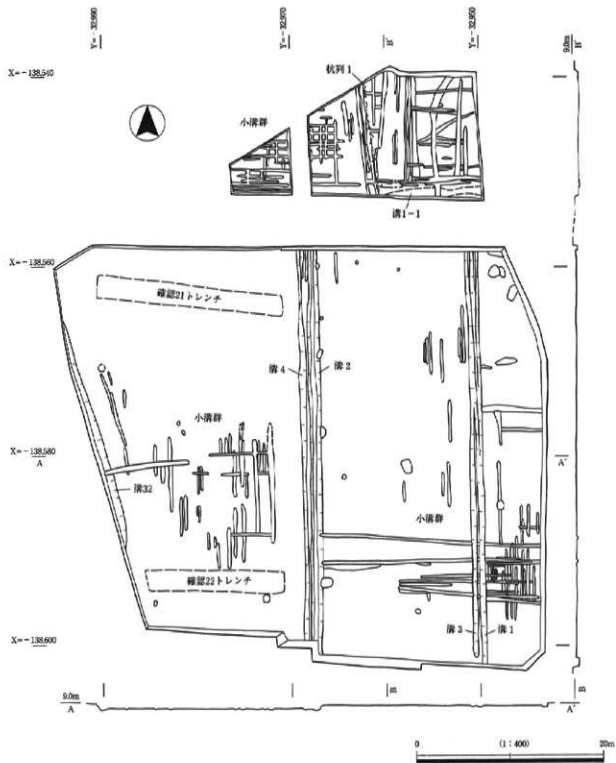 Y=-32,990
Y=-32,970
B'
Y=-32,950
9.0m
B'
X=-138,540
杭列1
小溝群
溝1-1
X=-138,560
確認21トレンチ
溝4
溝2
小溝群
X=-138,580
A
A'
溝32
小溝群
確認22トレンチ
溝3
溝1
X=-138,600
9.0m
A
B
A'
B
0
(1:400)
20m